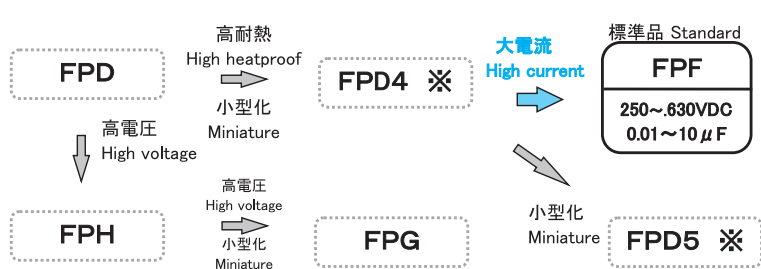 標準品 Standard
高耐熱
High heatproof
大電流
High current
FPD
FPD4 ※
FPF
小型化
Miniature
250～.630VDC
0.01～10μF
高電圧
High voltage
高電圧
High voltage
小型化
Miniature
小型化
Miniature
FPH
FPG
FPD5 ※